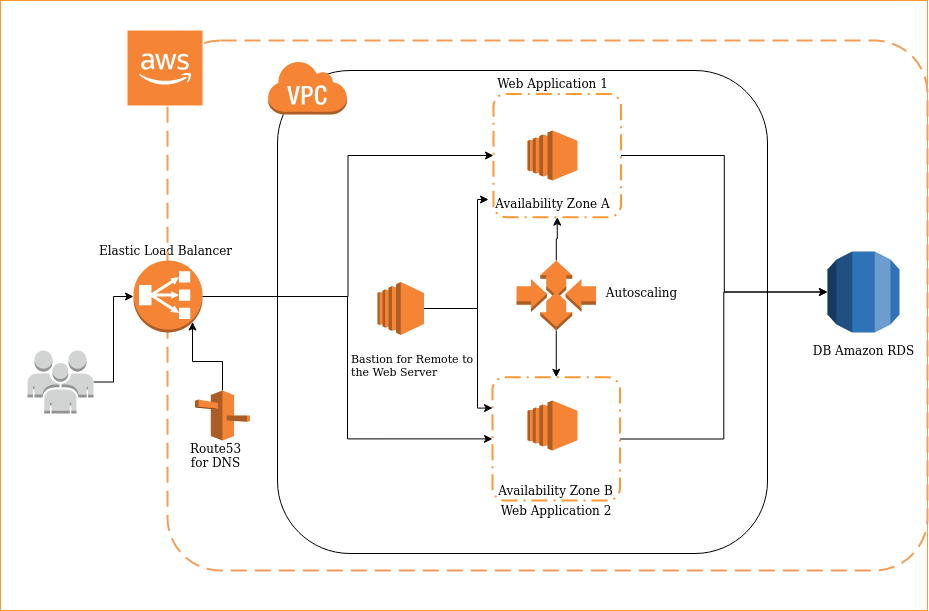 aws
VPC
Web Application 1
Availability Zone A
Elastic Load Balancer
Autoscaling
Bastion for Remote to
the Web Server
DB Amazon RDS
Route53
for DNS
Availability Zone B
Web Application 2